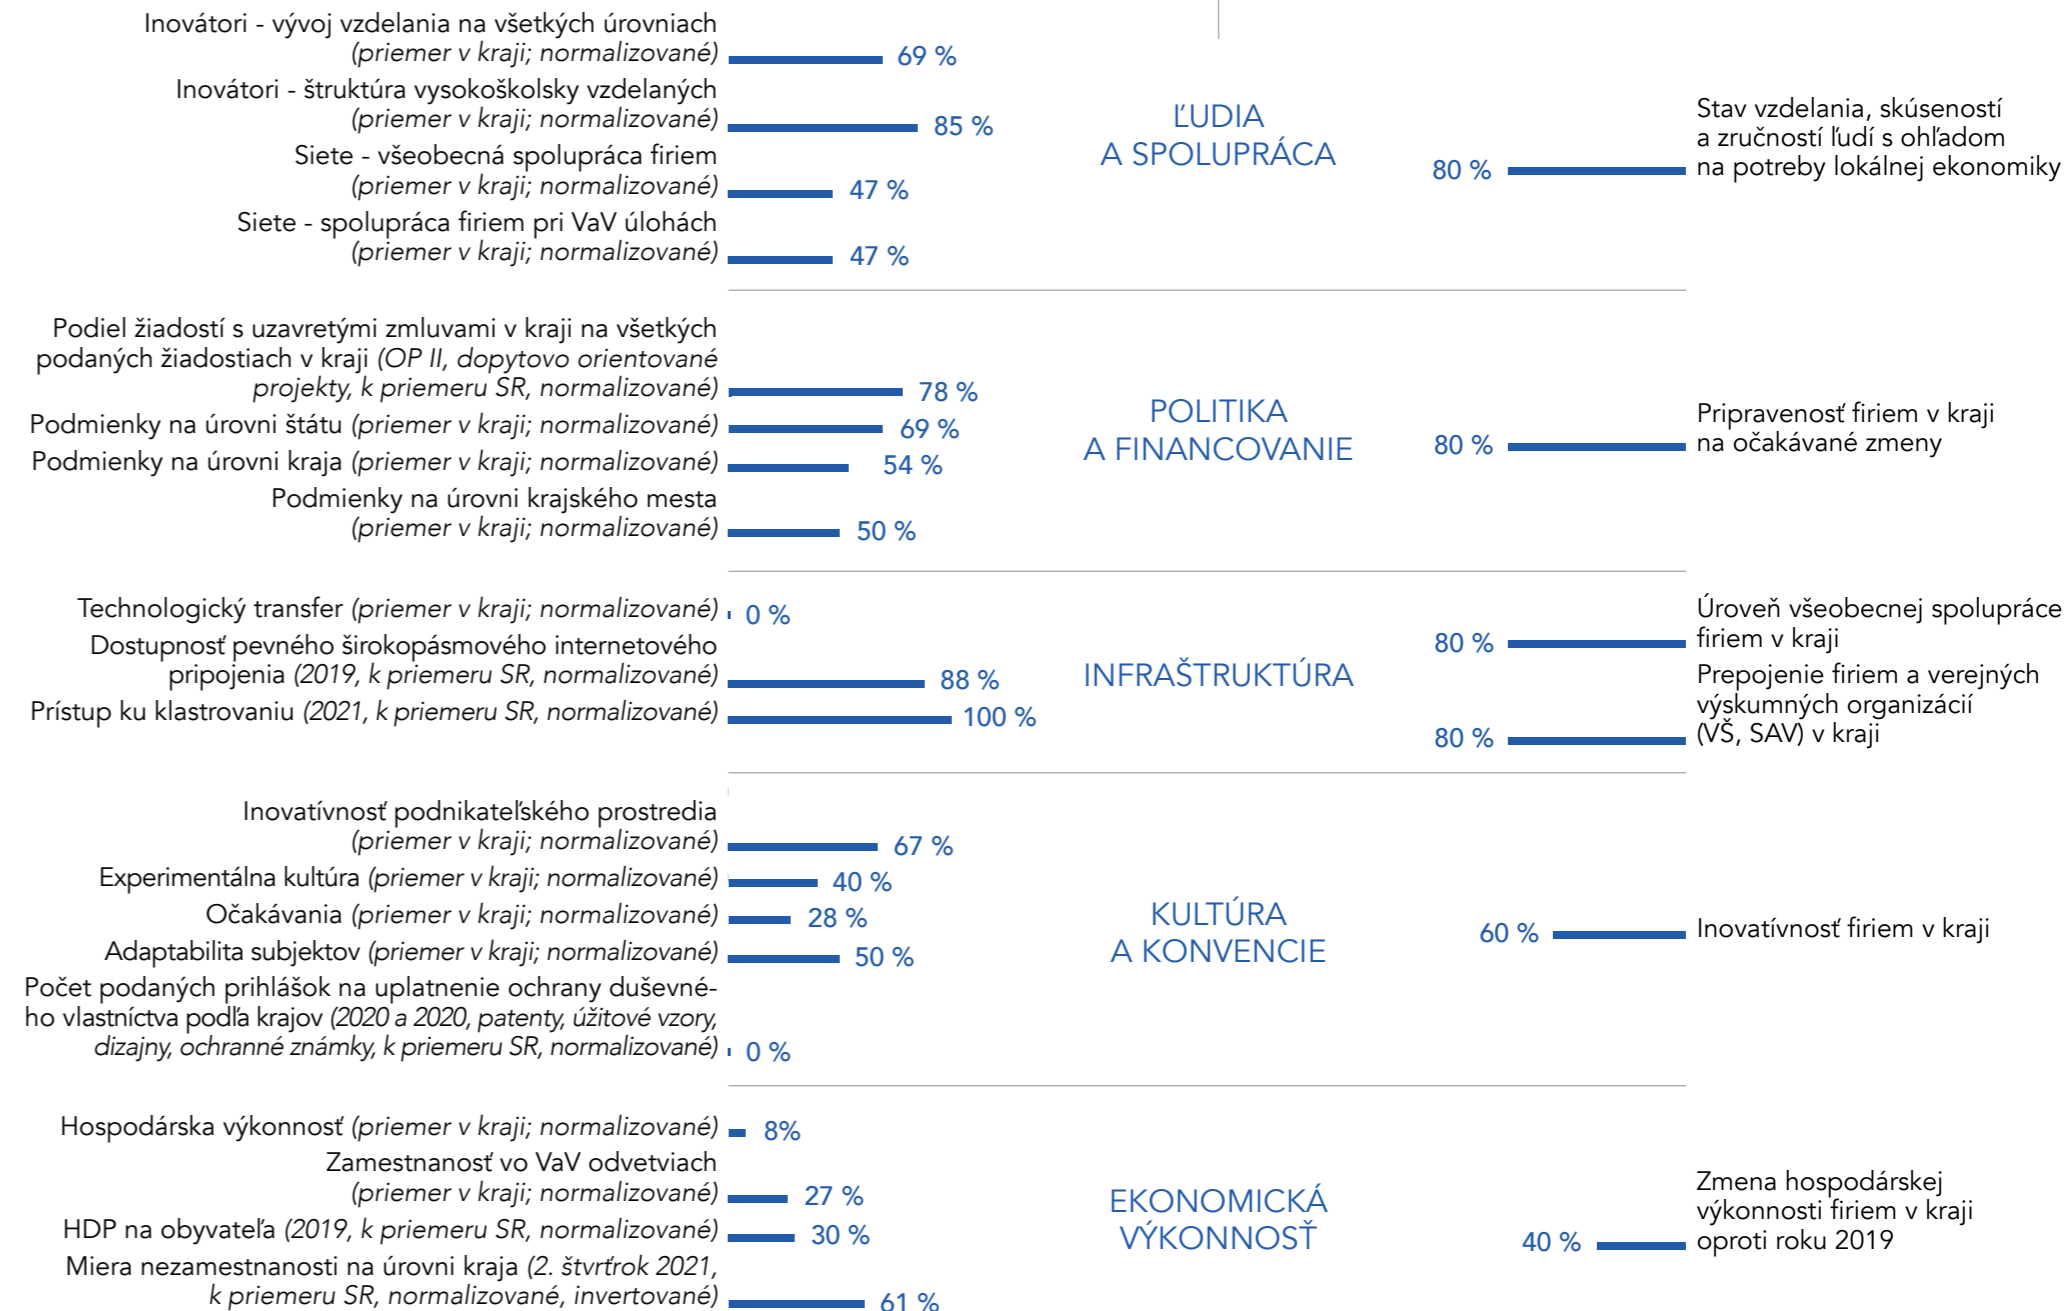 Inovátori - vývoj vzdelania na všetkých úrovniach
(priemer v kraji; normalizované)
69 %
Inovátori - štruktúra vysokoškolsky vzdelaných
(priemer v kraji; normalizované)
85 %
Siete - všeobecná spolupráca firiem
(priemer v kraji; normalizované)
47 %
Siete - spolupráca firiem pri VaV úlohách
(priemer v kraji; normalizované)
47 %
ĽUDIA
A SPOLUPRÁCA
80 %
Stav vzdelania, skúseností
a zručností ľudí s ohľadom
na potreby lokálnej ekonomiky
Podiel žiadostí s uzavretými zmluvami v kraji na všetkých
podaných žiadostiach v kraji (OP II, dopytovo orientované
projekty, k priemeru SR, normalizované)
78 %
Podmienky na úrovni štátu (priemer v kraji; normalizované)
69 %
Podmienky na úrovni kraja (priemer v kraji; normalizované)
54 %
Podmienky na úrovni krajského mesta
(priemer v kraji; normalizované)
50 %
POLITIKA
A FINANCOVANIE
80 %
Pripravenosť firiem v kraji
na očakávané zmeny
Technologický transfer (priemer v kraji; normalizované)
0 %
Dostupnosť pevného širokopásmového internetového
pripojenia (2019, k priemeru SR, normalizované)
88 %
Prístup ku klastrovaniu (2021, k priemeru SR, normalizované)
100 %
INFRAŠTRUKTÚRA
80 %
Úroveň všeobecnej spolupráce
firiem v kraji
80 %
Prepojenie firiem a verejných
výskumných organizácií
(VŠ, SAV) v kraji
Inovatívnosť podnikateľského prostredia
(priemer v kraji; normalizované)
67 %
Experimentálna kultúra (priemer v kraji; normalizované)
40 %
Očakávania (priemer v kraji; normalizované)
28 %
Adaptabilita subjektov (priemer v kraji; normalizované)
50 %
Počet podaných prihlášok na uplatnenie ochrany duševné-
ho vlastníctva podľa krajov (2020 a 2020, patenty, úžitové vzory,
dizajny, ochranné známky, k priemeru SR, normalizované)
0 %
KULTÚRA
A KONVENCIE
60 %
Inovatívnosť firiem v kraji
Hospodárska výkonnosť (priemer v kraji; normalizované)
8%
Zamestnanosť vo VaV odvetviach
(priemer v kraji; normalizované)
27 %
HDP na obyvateľa (2019, k priemeru SR, normalizované)
30 %
Miera nezamestnanosti na úrovni kraja (2. štvrťrok 2021,
k priemeru SR, normalizované, invertované)
61 %
EKONOMICKÁ
VÝKONNOSŤ
40 %
Zmena hospodárskej
výkonnosti firiem v kraji
oproti roku 2019